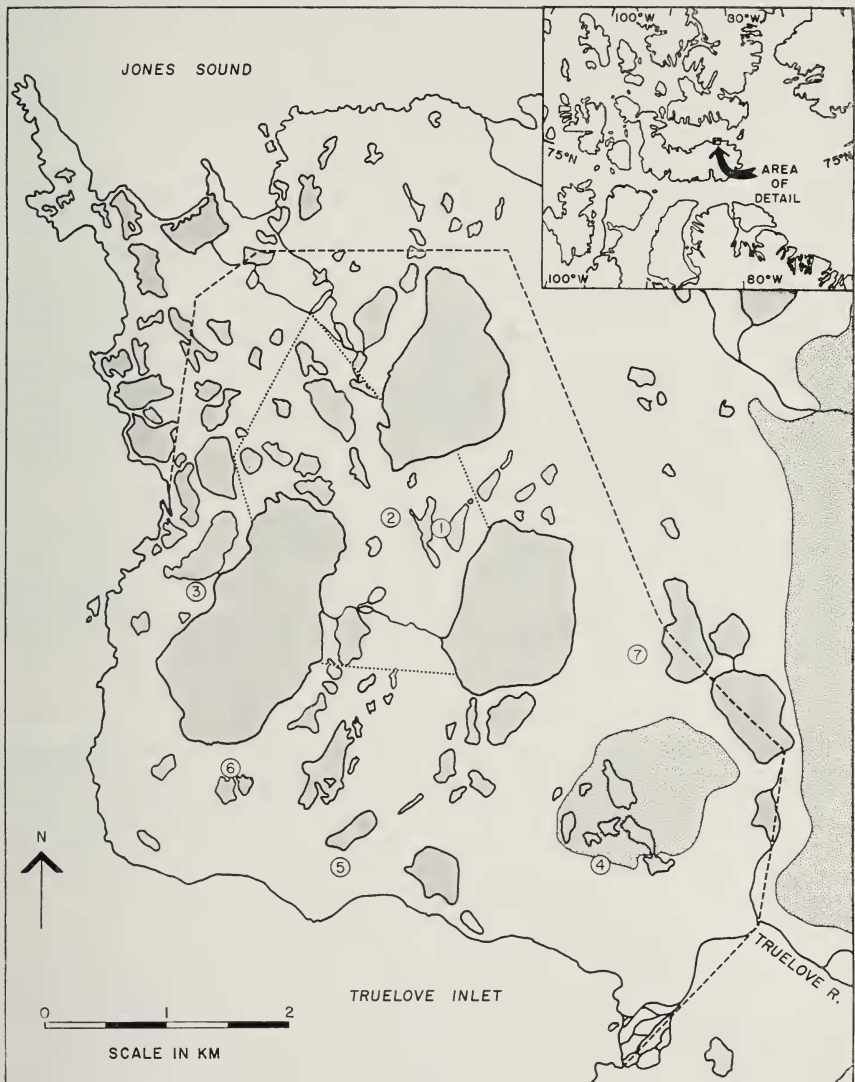 JONES SOUND
100°W
80°W
75°N
75°N
AREA
OF
DETAIL
100°W
80°W
2
1
3
7
6
5
4
N
TRUELOVE R.
TRUELOVE INLET
0 1 2
SCALE IN KM